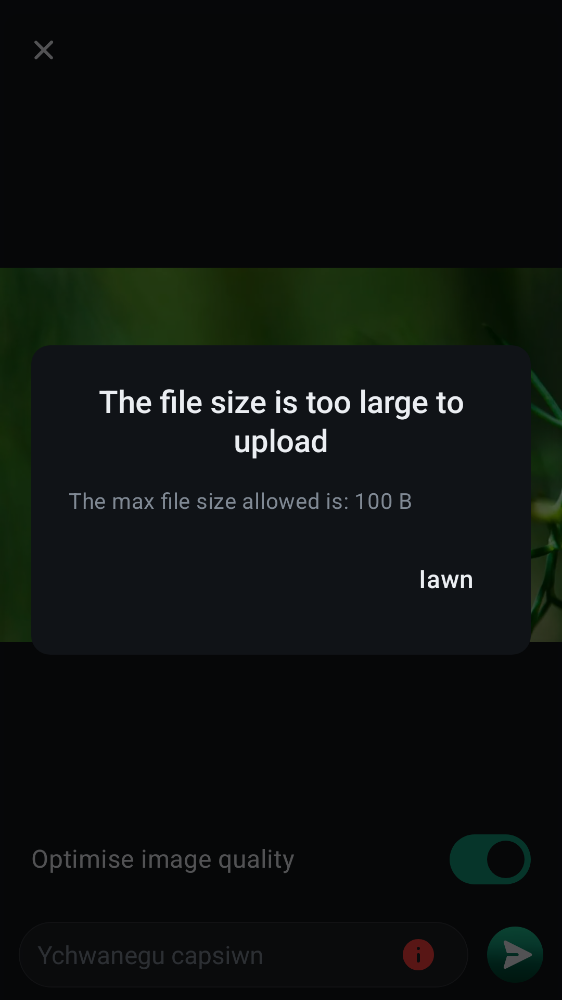 The file size is too large to
upload
The max file size allowed is: 100 B
Iawn
Optimise image quality
Ychwanegu capsiwn